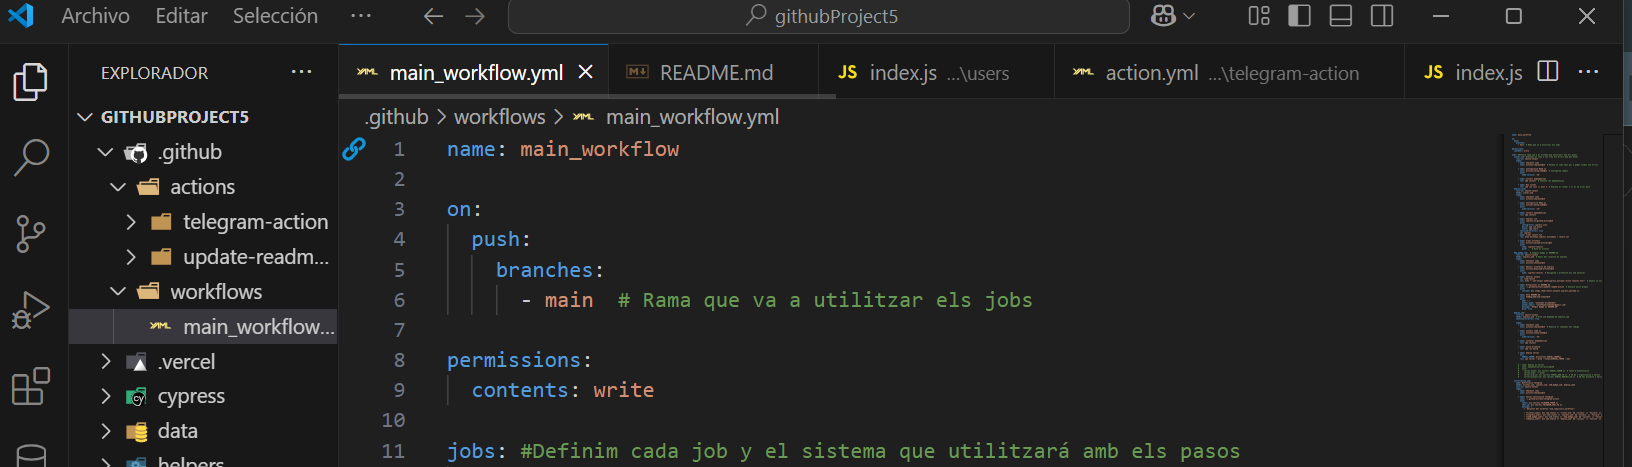 Archivo Editar Selección ··· githubProject5
EXPLORADOR ···
main_workflow.yml README.md JS index.js ...\users action.yml ...\telegram-action JS index.js ···
GITHUBPROJECT5
.github
actions
telegram-action
update-readm...
workflows
main_workflow...
.vercel
cypress
data
helpers
.github > workflows > main_workflow.yml
1 name: main_workflow
2
3 on:
4 push:
5 branches:
6 - main # Rama que va a utilitzar els jobs
7
8 permissions:
9 contents: write
10
11 jobs: #Definim cada job y el sistema que utilitzará amb els pasos